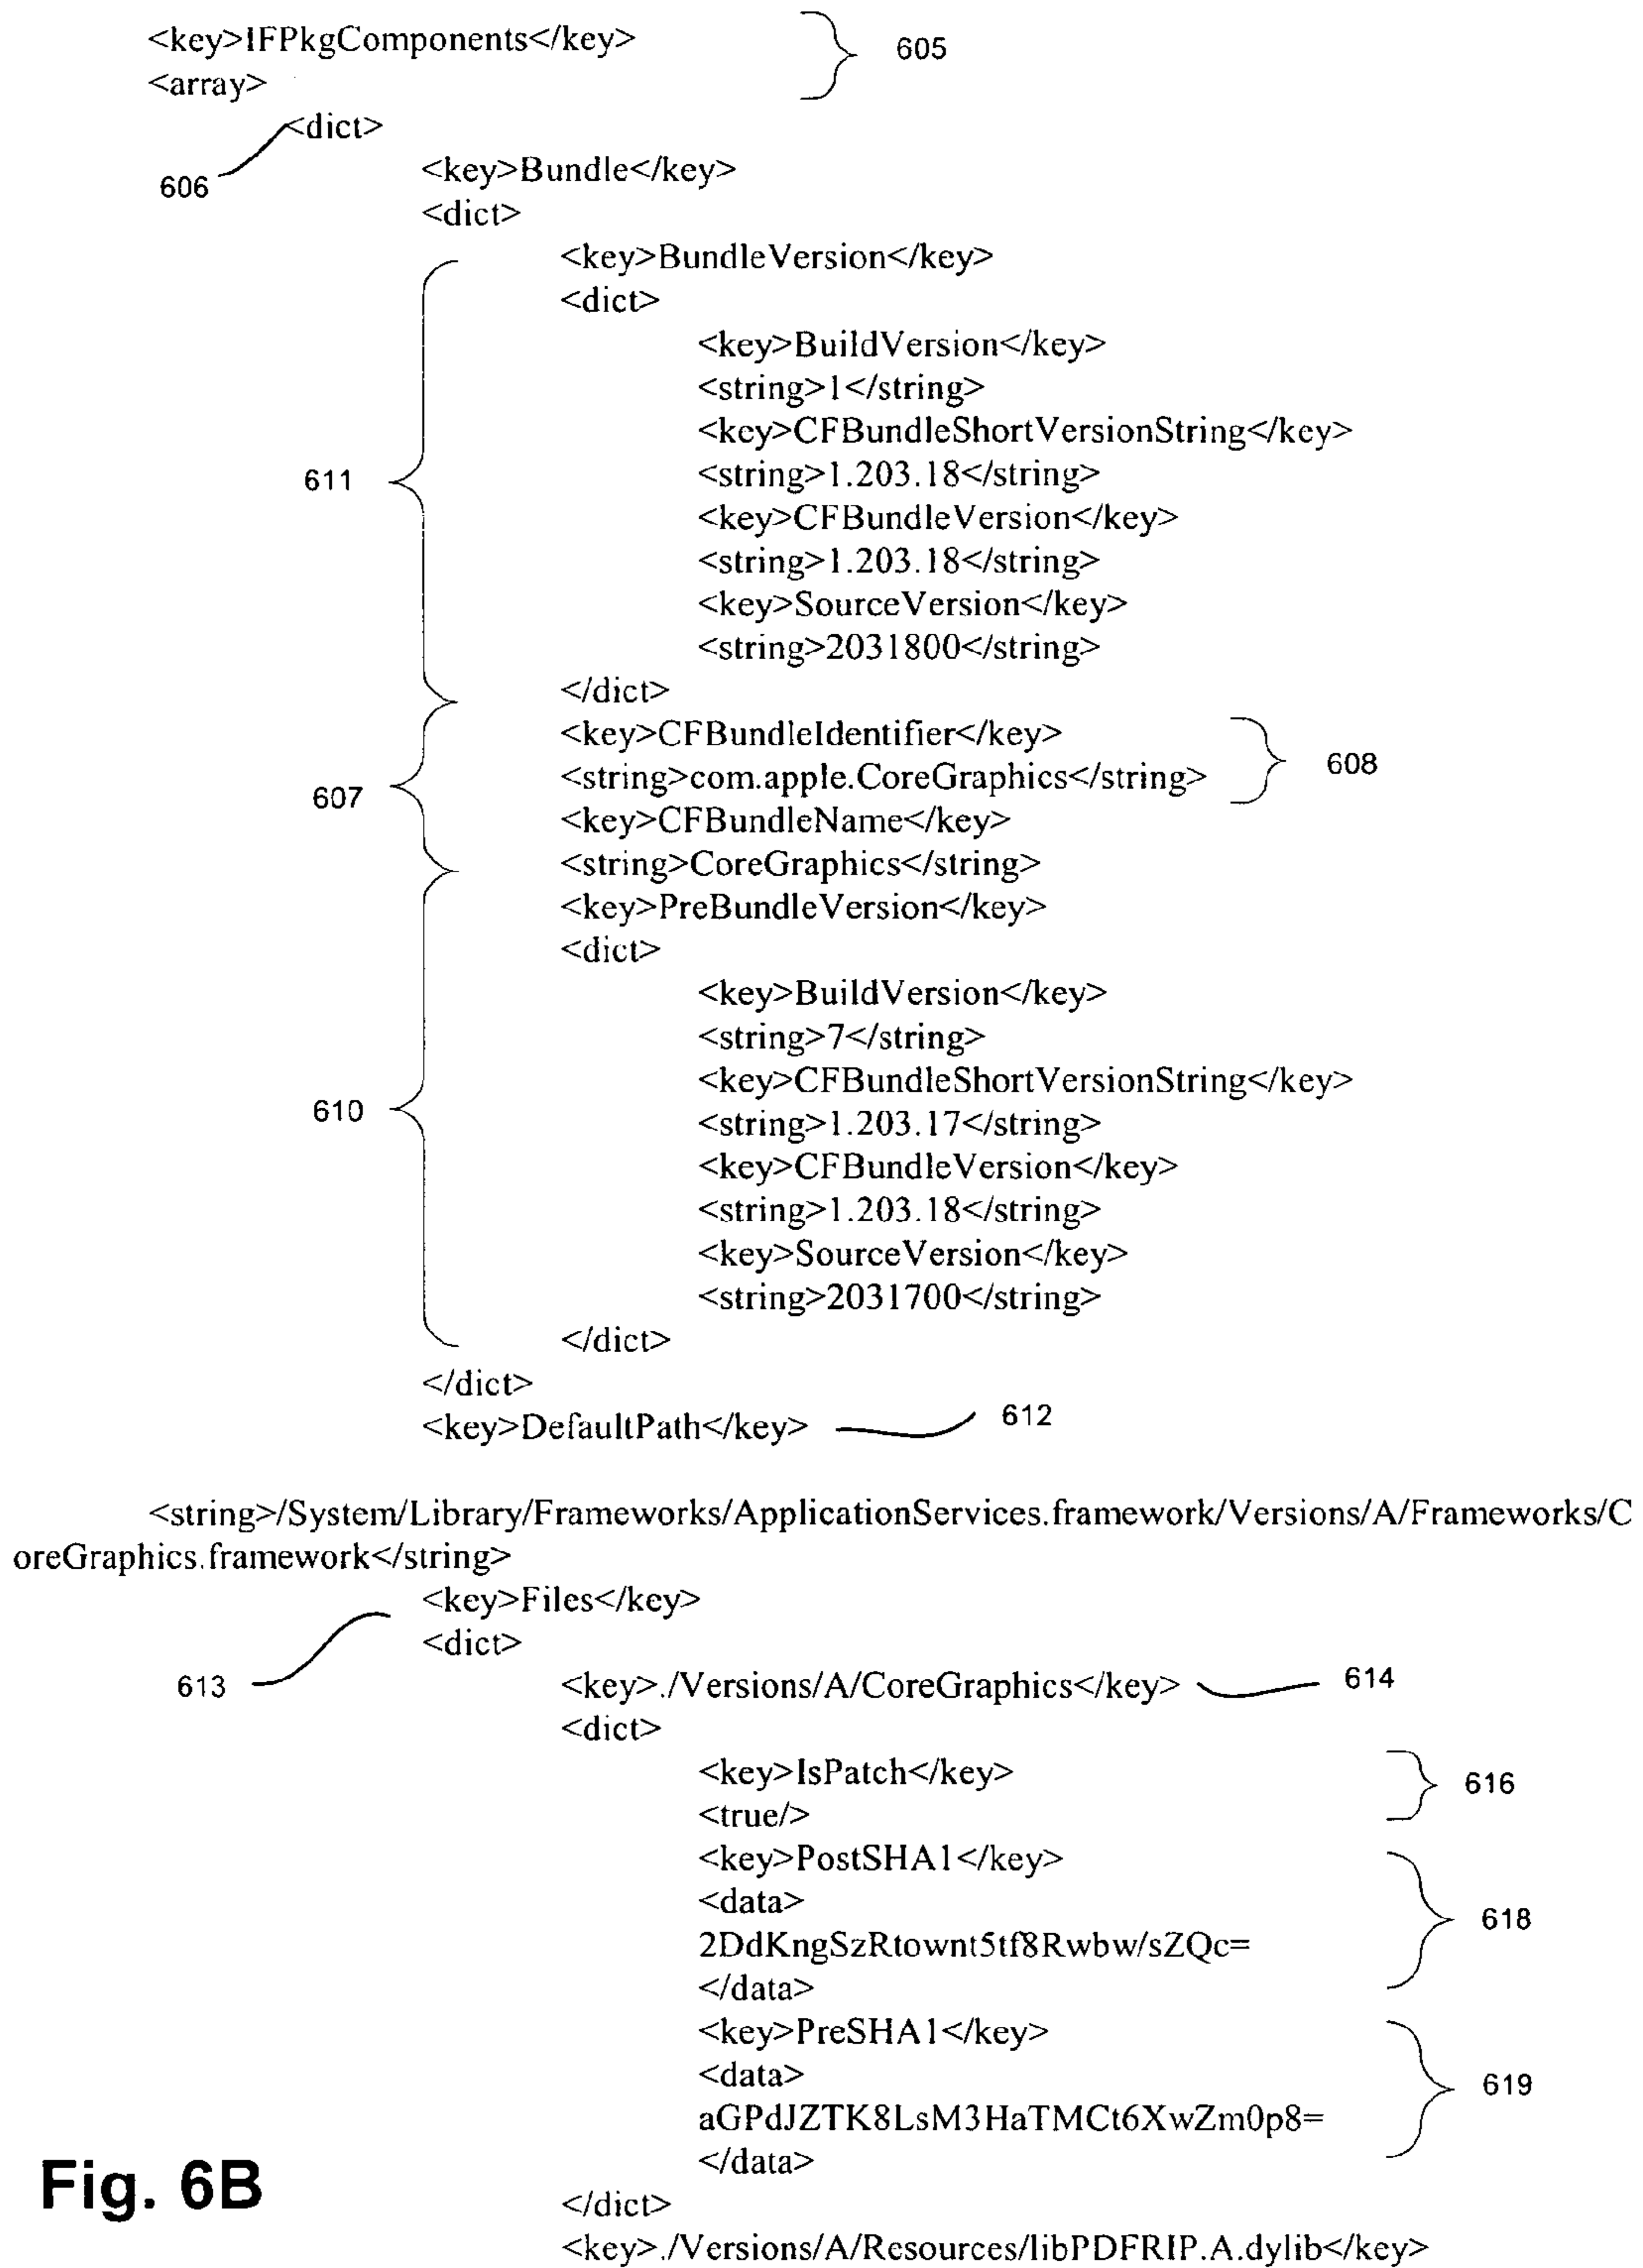 <key>IFPkgComponents</key>
605
<array>
<dict>
606
<key>Bundle</key>
<dict>
<key>BundleVersion</key>
<dict>
<key>BuildVersion</key>
<string>1</string>
<key>CFBundleShortVersionString</key>
611
<string>1.203.18</string>
<key>CFBundleVersion</key>
<string>1.203.18</string>
<key>SourceVersion</key>
<string>2031800</string>
</dict>
<key>CFBundleIdentifier</key>
608
<string>com.apple.CoreGraphics</string>
607
<key>CFBundleName</key>
<string>CoreGraphics</string>
<key>PreBundleVersion</key>
<dict>
<key>BuildVersion</key>
<string>7</string>
<key>CFBundleShortVersionString</key>
610
<string>1.203.17</string>
<key>CFBundleVersion</key>
<string>1.203.18</string>
<key>SourceVersion</key>
<string>2031700</string>
</dict>
</dict>
<key>DefaultPath</key>
612
<string>/System/Library/Frameworks/ApplicationServices.framework/Versions/A/Frameworks/C
oreGraphics.framework</string>
<key>Files</key>
<dict>
613
<key>./Versions/A/CoreGraphics</key>
614
<dict>
<key>IsPatch</key>
616
<true/>
<key>PostSHA1</key>
<data>
618
2DdKngSzRtownt5tf8Rwbw/sZQc=
</data>
<key>PreSHA1</key>
<data>
619
aGPdJZTK8LsM3HaTMCt6XwZm0p8=
</data>
Fig. 6B
</dict>
<key>./Versions/A/Resources/libPDFRIP.A.dylib</key>